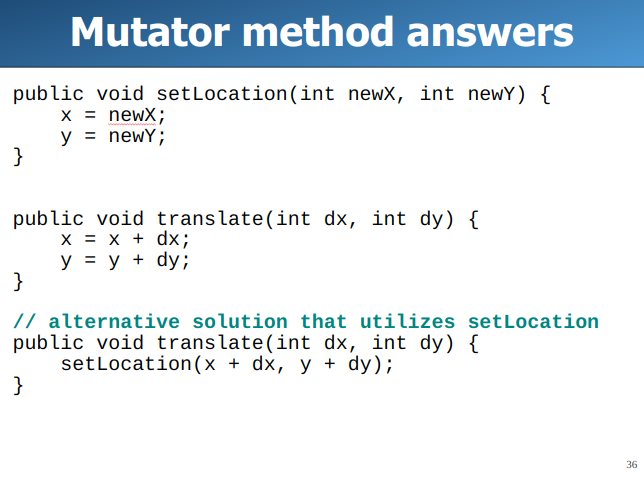 Mutator method answers
public void setLocation(int newX, int newY) {
    x = newX;
    y = newY;
}
public void translate(int dx, int dy) {
    x = x + dx;
    y = y + dy;
}
// alternative solution that utilizes setLocation
public void translate(int dx, int dy) {
    setLocation(x + dx, y + dy);
}
36